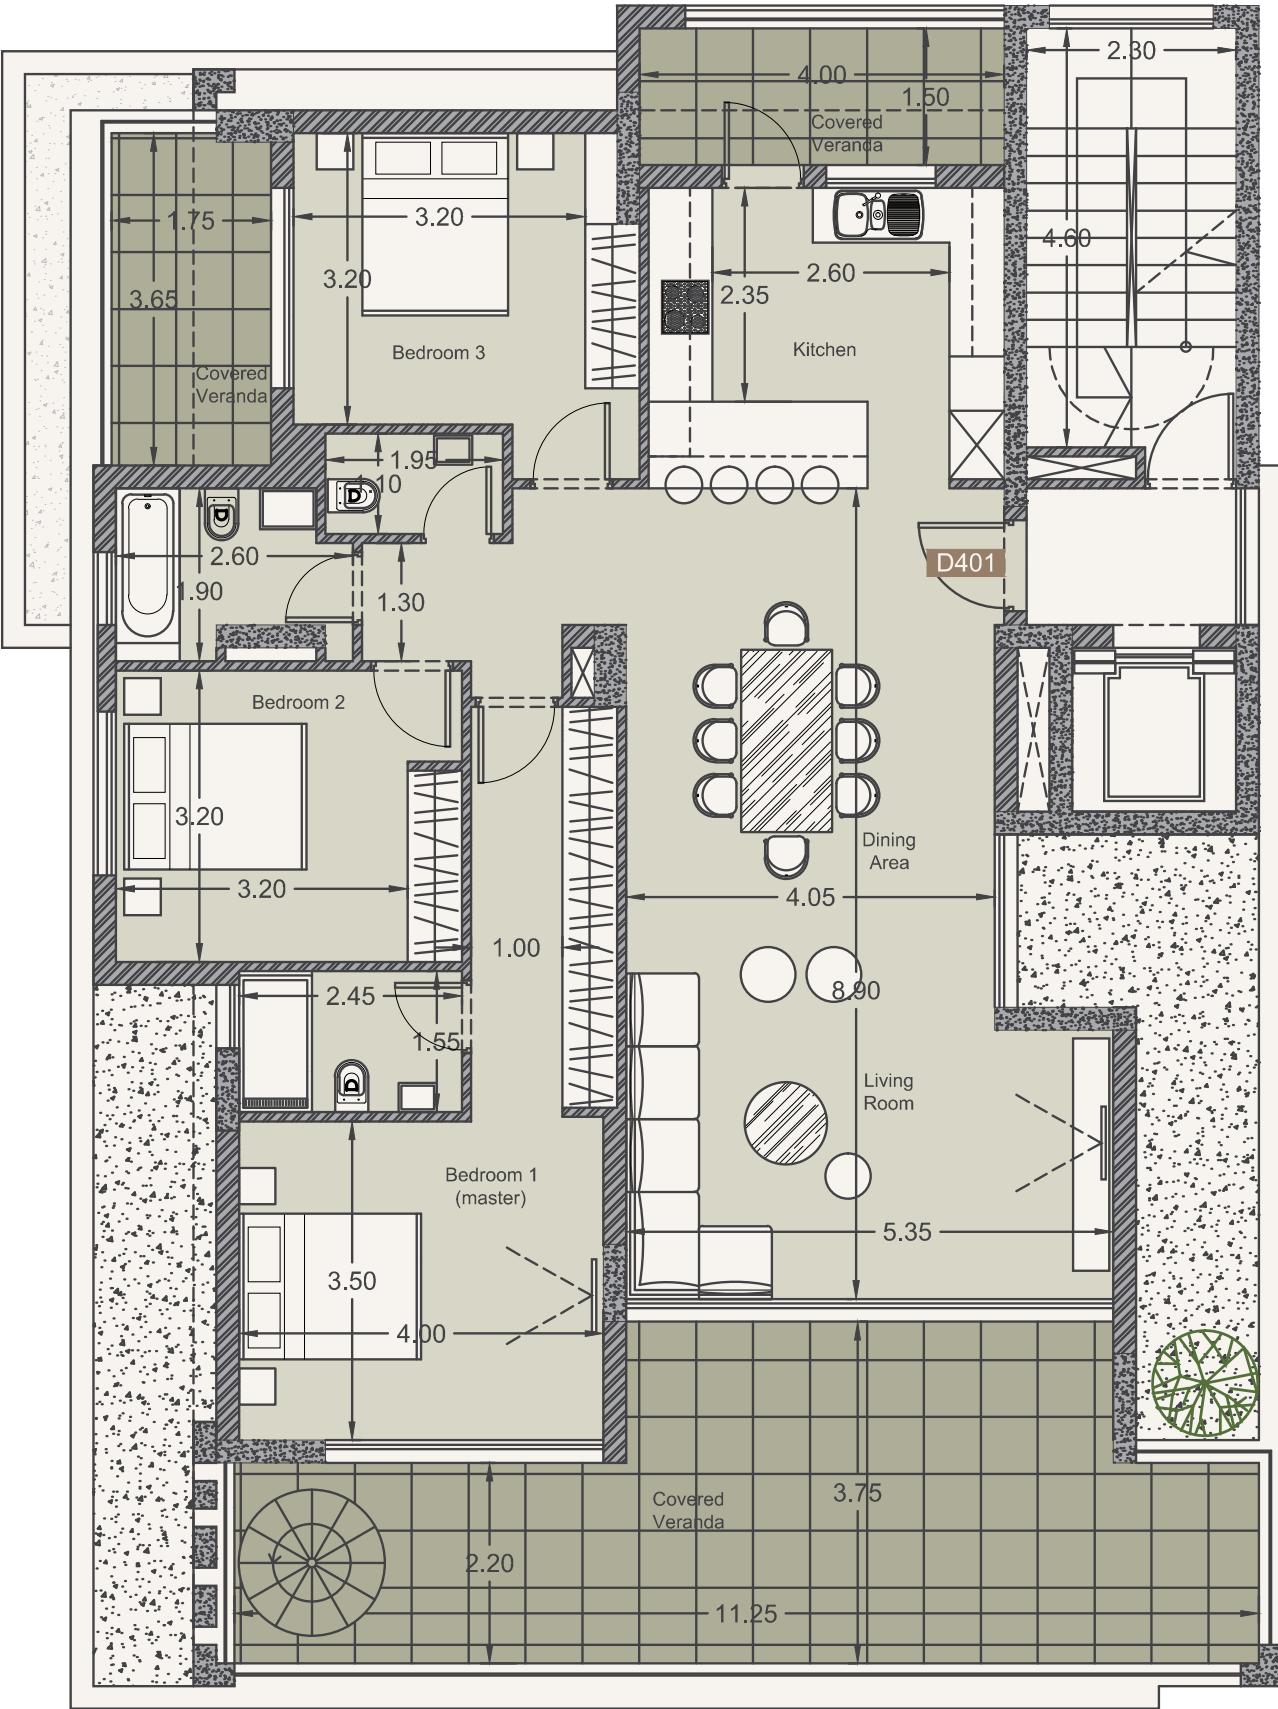 2.30
4.00
1.50
Covered
Veranda
1.75
3.20
4.60
3.20
2.60
2.35
3.65
Bedroom 3
Kitchen
Covered
Veranda
1.95
1.10
D
D
2.60
1.90
1.30
D401
Bedroom 2
3.20
Dining
Area
3.20
4.05
1.00
2.45
8.90
1.55
D
Living
Room
Bedroom 1
(master)
5.35
3.50
4.00
3.75
Covered
Veranda
2.20
11.25